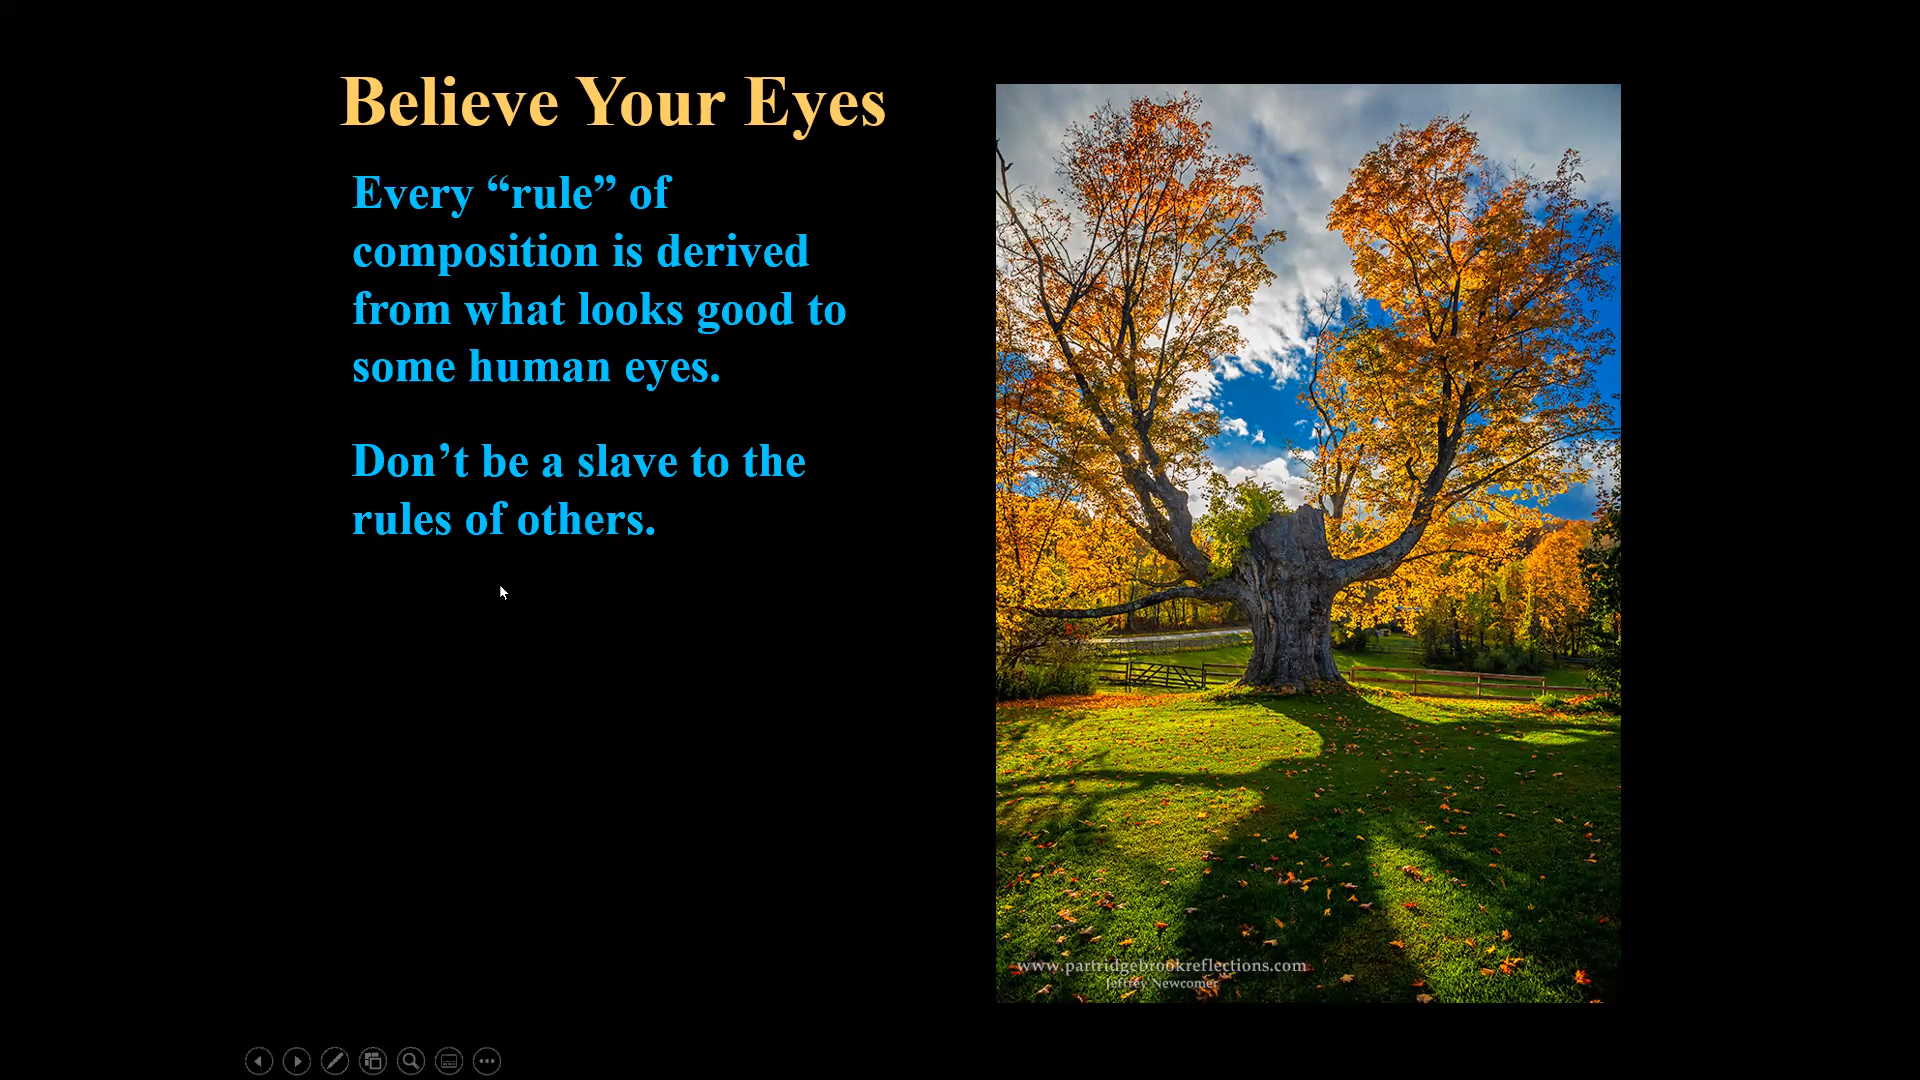 Believe Your Eyes
Every “rule” of
composition is derived
from what looks good to
some human eyes.
Don’t be a slave to the
rules of others.
www.partridgebrookreflections.com
Jeffrey Newcomer